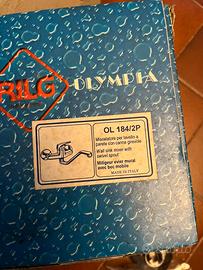 RILG
OLYMPIA
OL 184/2P
Miscelatore per lavello a
parete con canna girevole
Wall sink mixer with
swivel spout
Mitigeur évier mural
avec bec mobile
MADE IN ITALY